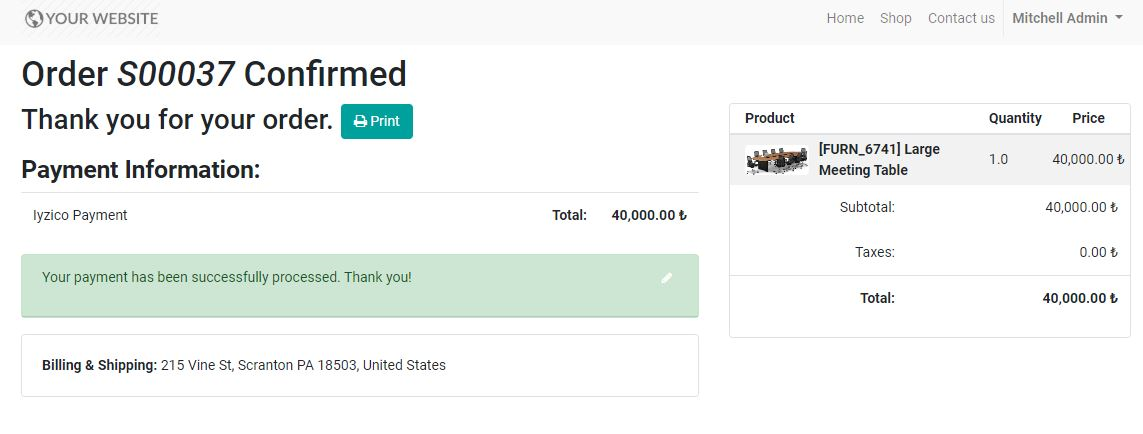 YOUR WEBSITE
Home Shop Contact us Mitchell Admin
Order S00037 Confirmed
Thank you for your order. Print
Payment Information:
Iyzico Payment Total: 40,000.00 ₺
Your payment has been successfully processed. Thank you!
Billing & Shipping: 215 Vine St, Scranton PA 18503, United States
Product Quantity Price
[FURN_6741] Large
Meeting Table
1.0 40,000.00 ₺
Subtotal: 40,000.00 ₺
Taxes: 0.00 ₺
Total: 40,000.00 ₺